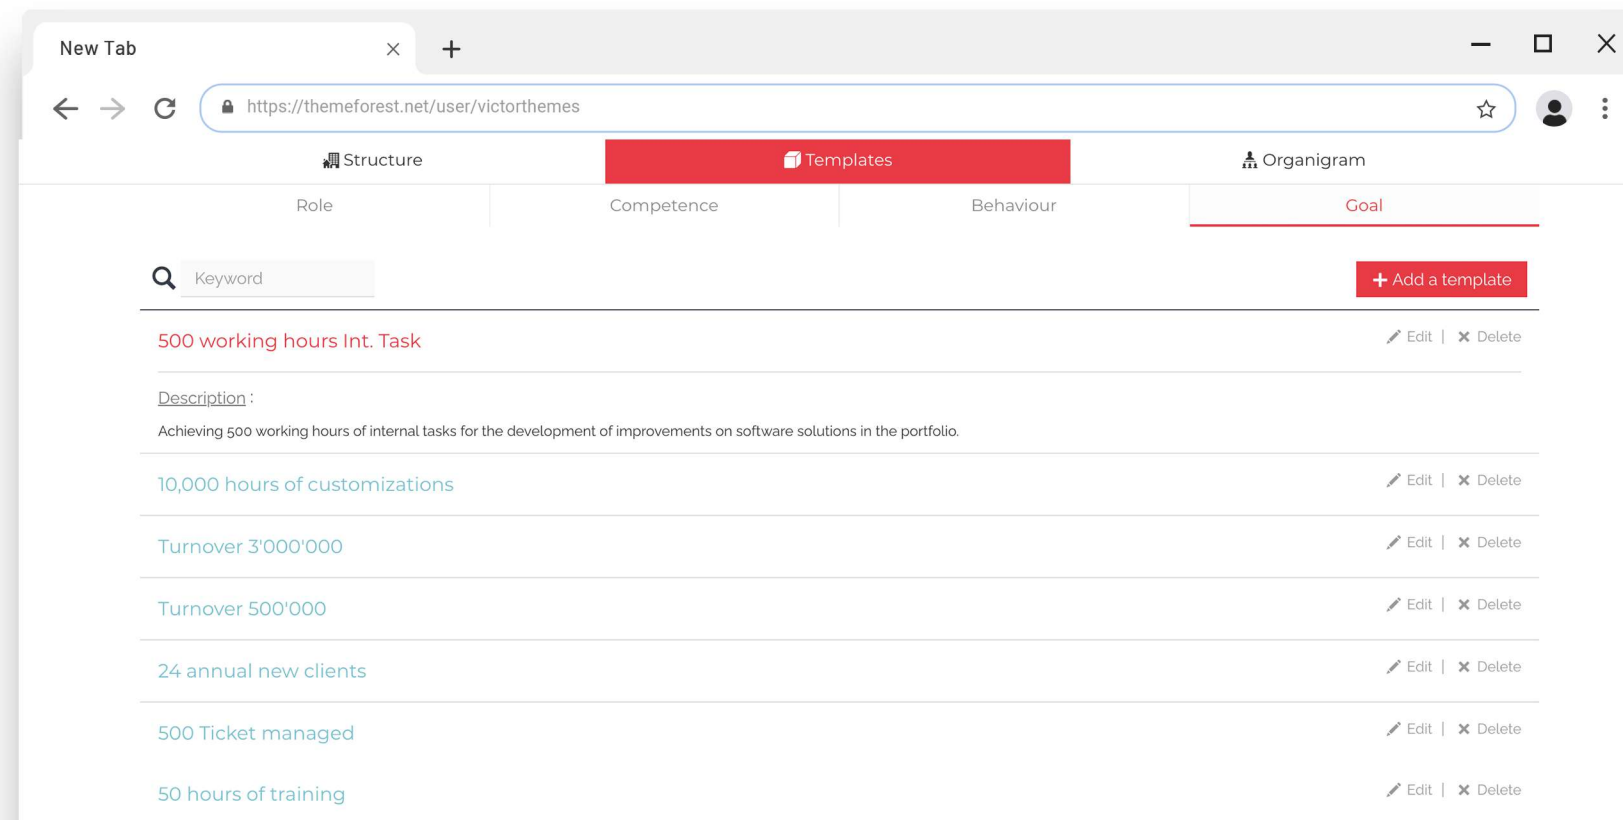 New Tab
https://themeforest.net/user/victorthemes
Structure Templates Organigram
Role Competence Behaviour Goal
Keyword + Add a template
500 working hours Int. Task Edit | Delete
Description :
Achieving 500 working hours of internal tasks for the development of improvements on software solutions in the portfolio.
10,000 hours of customizations Edit | Delete
Turnover 3'000'000 Edit | Delete
Turnover 500'000 Edit | Delete
24 annual new clients Edit | Delete
500 Ticket managed Edit | Delete
50 hours of training Edit | Delete